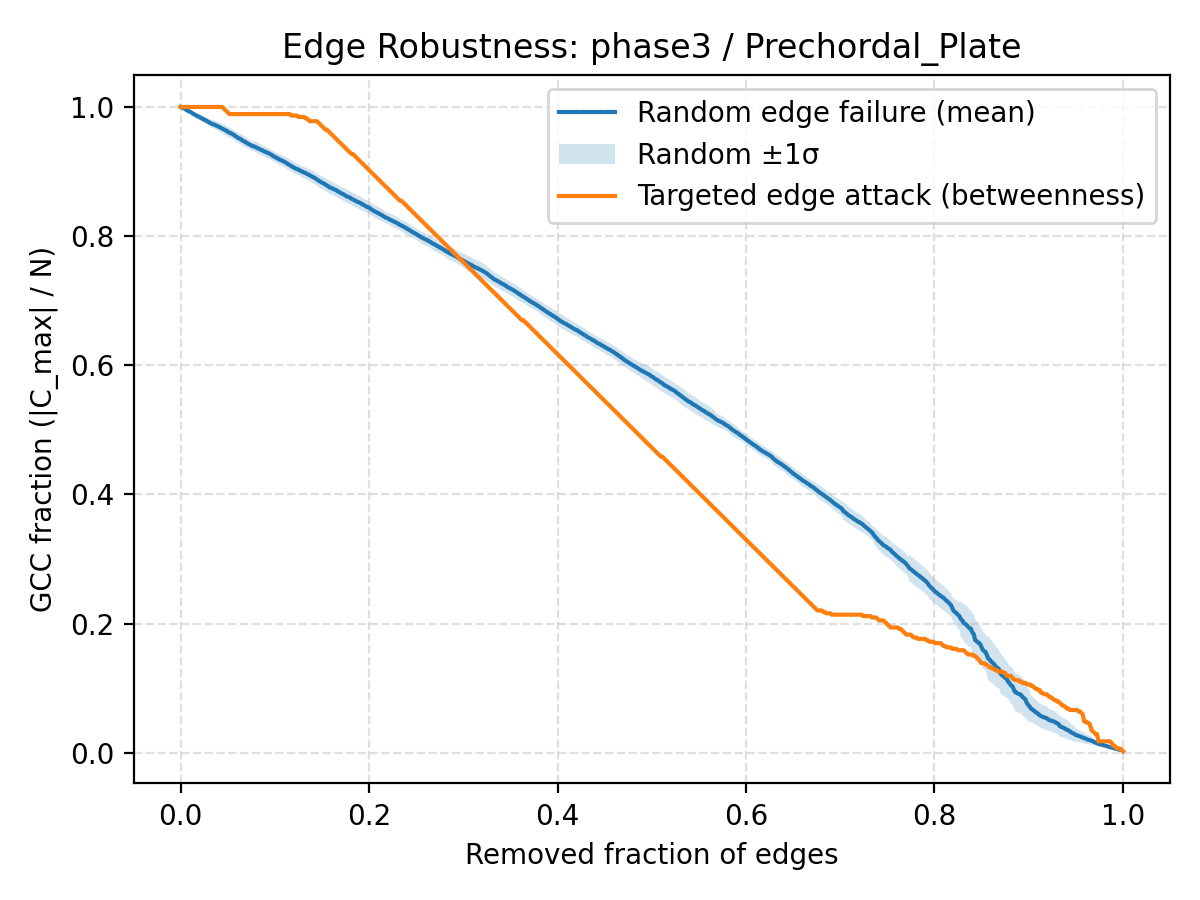 Edge Robustness: phase3 / Prechordal_Plate
Random edge failure (mean)
Random ±1σ
Targeted edge attack (betweenness)
GCC fraction (|C_max| / N)
1.0
0.8
0.6
0.4
0.2
0.0
0.0 0.2 0.4 0.6 0.8 1.0
Removed fraction of edges